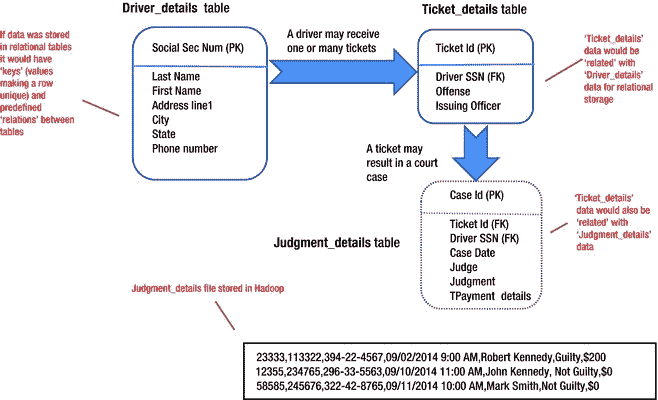 Driver_details table
Ticket_details table
If data was stored
in relational tables
it would have
'keys' (values
making a row
unique) and
predefined
'relations' between
tables
Social Sec Num (PK)
Last Name
First Name
Address line1
City
State
Phone number
A driver may receive
one or many tickets
Ticket Id (PK)
Driver SSN (FK)
Offense
Issuing Officer
'Ticket_details'
data would be
'related' with
'Driver_details'
data for relational
storage
A ticket may
result in a court
case
Case Id (PK)
Ticket Id (FK)
Driver SSN (FK)
Case Date
Judge
Judgment
TPayment details
Judgment_details table
'Ticket_details'
data would also be
'related' with
'Judgment_details'
data
Judgment_details file stored in Hadoop
23333,113322,394-22-4567,09/02/2014 9:00 AM,Robert Kennedy,Guilty,$200
12355,234765,296-33-5563,09/10/2014 11:00 AM,John Kennedy, Not Guilty,$0
58585,245676,322-42-8765,09/11/2014 10:00 AM,Mark Smith,Not Guilty,$0